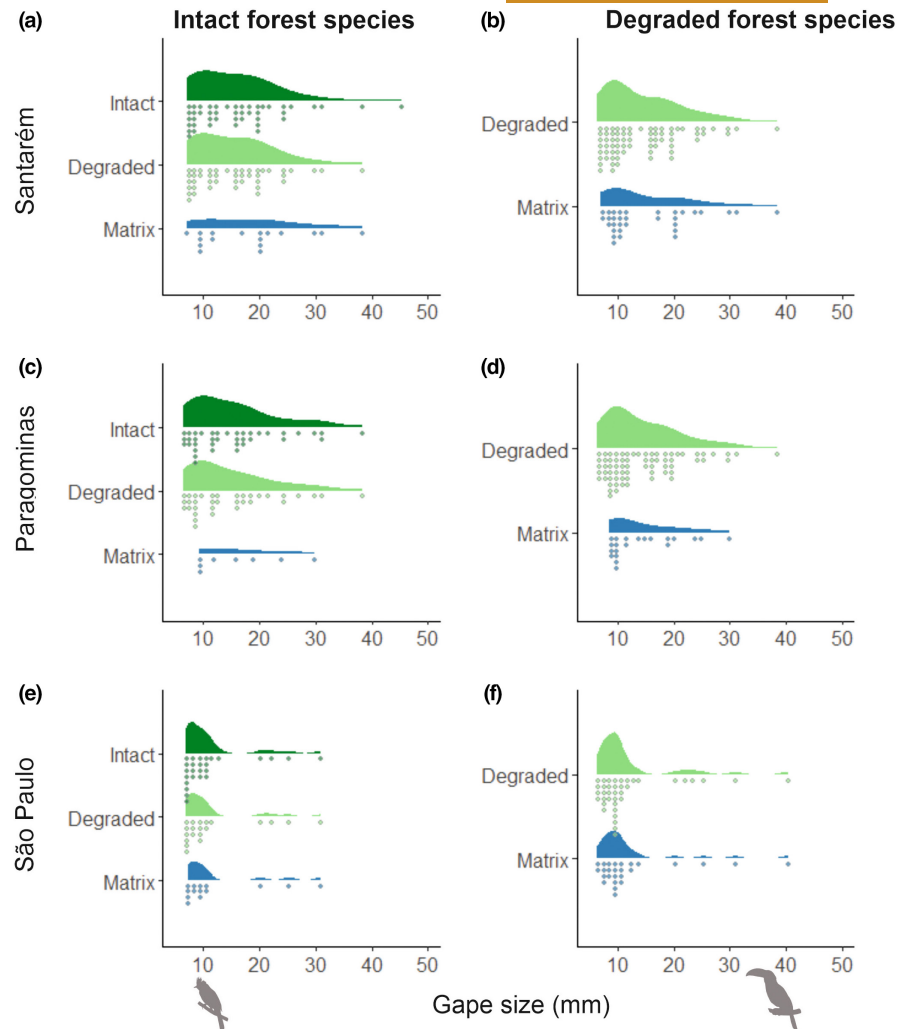 (a) Intact forest species (b) Degraded forest species
Santarém
Intact
Degraded
Matrix
10 20 30 40 50
Degraded
Matrix
10 20 30 40 50
(c) (d)
Paragominas
Intact
Degraded
Matrix
10 20 30 40 50
Degraded
Matrix
10 20 30 40 50
(e) (f)
São Paulo
Intact
Degraded
Matrix
10 20 30 40 50
Degraded
Matrix
10 20 30 40 50
Gape size (mm)